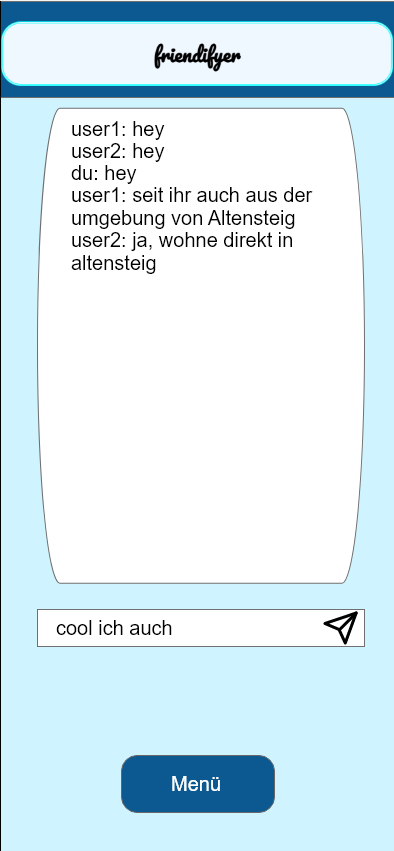 friendifyer
user1: hey
user2: hey
du: hey
user1: seit ihr auch aus der
umgebung von Altensteig
user2: ja, wohne direkt in
altensteig
cool ich auch
Menü